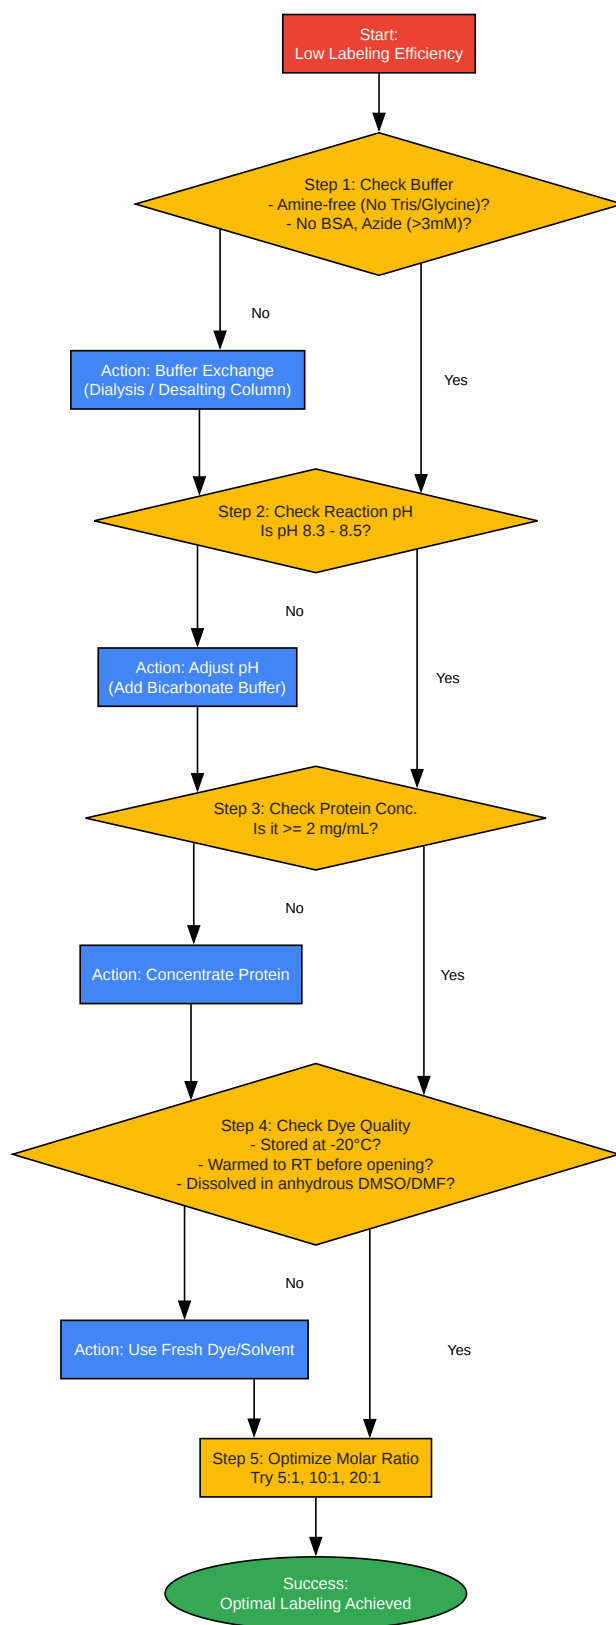 Start:
Low Labeling Efficiency
Step 1: Check Buffer
- Amine-free (No Tris/Glycine)?
- No BSA, Azide (>3mM)?
No
Action: Buffer Exchange
(Dialysis / Desalting Column)
Yes
Step 2: Check Reaction pH
Is pH 8.3 - 8.5?
No
Action: Adjust pH
(Add Bicarbonate Buffer)
Yes
Step 3: Check Protein Conc.
Is it >= 2 mg/mL?
No
Action: Concentrate Protein
Yes
Step 4: Check Dye Quality
- Stored at -20°C?
- Warmed to RT before opening?
- Dissolved in anhydrous DMSO/DMF?
No
Action: Use Fresh Dye/Solvent
Yes
Step 5: Optimize Molar Ratio
Try 5:1, 10:1, 20:1
Success:
Optimal Labeling Achieved